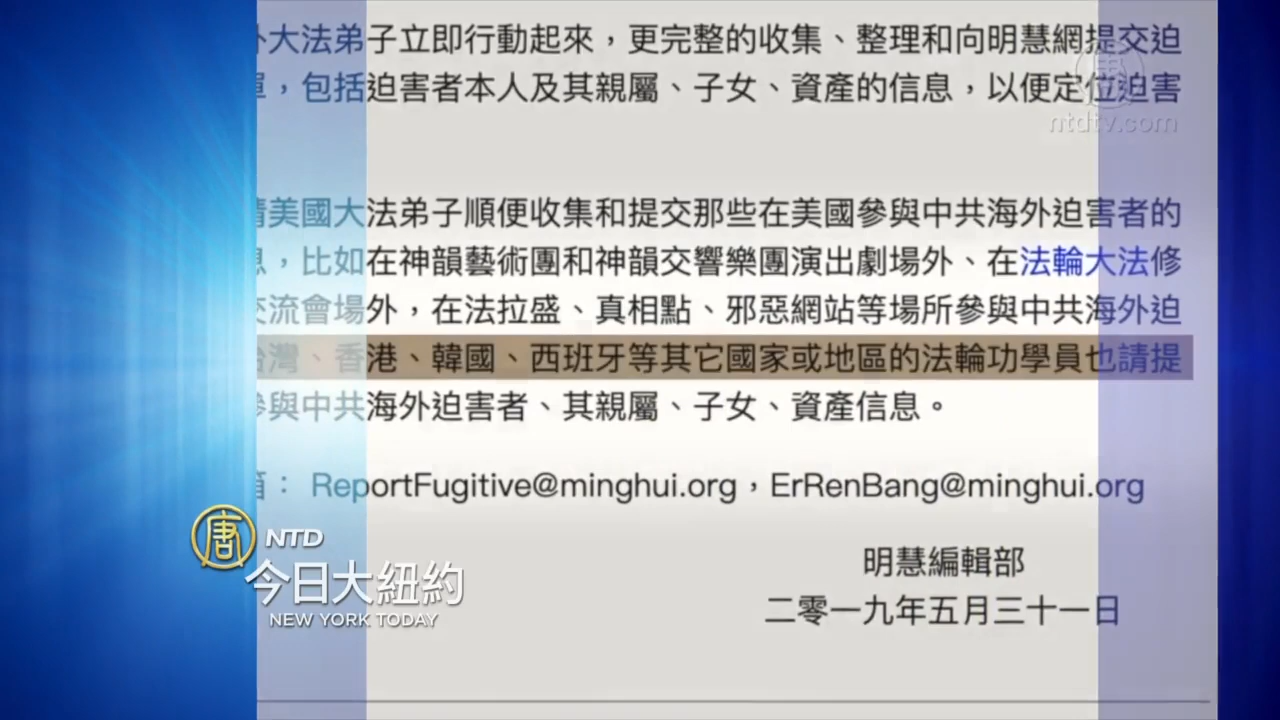 外大法弟子立即行動起來，更完整的收集、整理和向明慧網提交迫
單，包括迫害者本人及其親屬、子女、資產的信息，以便定位迫害
唐
ntdtv.com
請美國大法弟子順便收集和提交那些在美國參與中共海外迫害者的
息，比如在神韻藝術團和神韻交響樂團演出劇場外、在法輪大法修
交流會場外，在法拉盛、真相點、邪惡網站等場所參與中共海外迫
台灣、香港、韓國、西班牙等其它國家或地區的法輪功學員也請提
參與中共海外迫害者、其親屬、子女、資產信息。
箱： ReportFugitive@minghui.org，ErRenBang@minghui.org
明慧編輯部
二零一九年五月三十一日
唐 NTD
今日大紐約
NEW YORK TODAY